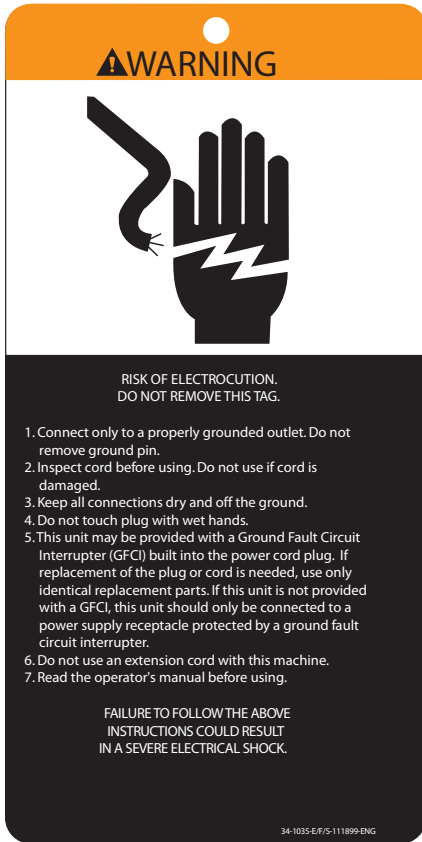 WARNING
RISK OF ELECTROCUTION.
DO NOT REMOVE THIS TAG.
1. Connect only to a properly grounded outlet. Do not
remove ground pin.
2. Inspect cord before using. Do not use if cord is
damaged.
3. Keep all connections dry and off the ground.
4. Do not touch plug with wet hands.
5. This unit may be provided with a Ground Fault Circuit
Interrupter (GFCI) built into the power cord plug. If
replacement of the plug or cord is needed, use only
identical replacement parts. If this unit is not provided
with a GFCI, this unit should only be connected to a
power supply receptacle protected by a ground fault
circuit interrupter.
6. Do not use an extension cord with this machine.
7. Read the operator's manual before using.
FAILURE TO FOLLOW THE ABOVE
INSTRUCTIONS COULD RESULT
IN A SEVERE ELECTRICAL SHOCK.
34-1035-E/F/S-111899-ENG